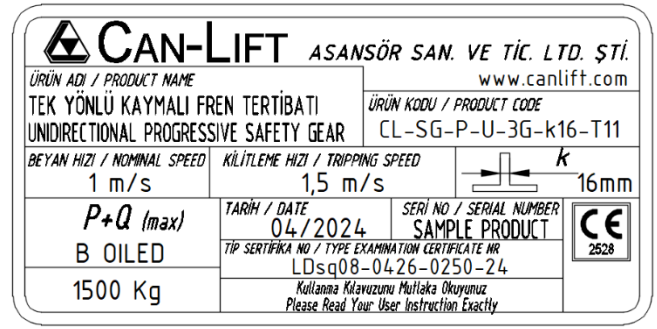 CAN-LIFT ASANSÖR SAN. VE TİC. LTD. ŞTİ.
www.canlift.com
ÜRÜN ADI / PRODUCT NAME
TEK YÖNLÜ KAYMALI FREN TERTİBATI
UNIDIRECTIONAL PROGRESSIVE SAFETY GEAR
ÜRÜN KODU / PRODUCT CODE
CL-SG-P-U-3G-k16-T11
BEYAN HIZI / NOMINAL SPEED
1 m/s
KİLİTLEME HIZI / TRIPPING SPEED
1,5 m/s
k
16mm
P+Q (max)
B OILED
1500 Kg
TARİH / DATE
04/2024
SERİ NO / SERIAL NUMBER
SAMPLE PRODUCT
TİP SERTİFİKA NO / TYPE EXAMINATION CERTIFICATE NR
LDsq08-0426-0250-24
Kullanma Kılavuzunu Mutlaka Okuyunuz
Please Read Your User Instruction Exactly
CE
2528